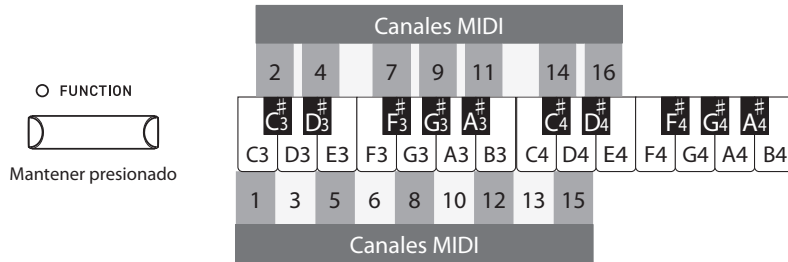 Canales MIDI
2 4 7 9 11 14 16
FUNCTION
C#3 D#3 F#3 G#3 A#3 C#4 D#4 F#4 G#4 A#4
C3 D3 E3 F3 G3 A3 B3 C4 D4 E4 F4 G4 A4 B4
Mantener presionado
1 3 5 6 8 10 12 13 15
Canales MIDI